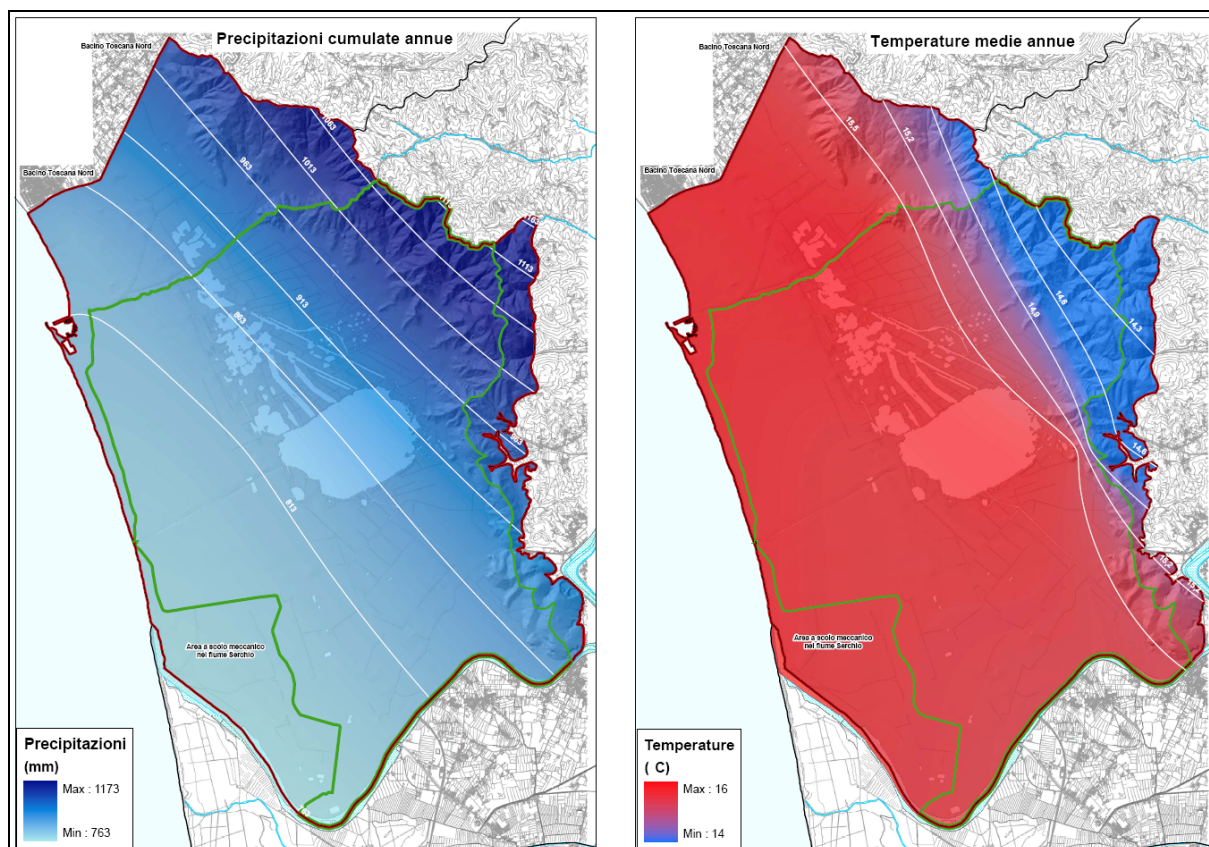 Precipitazioni cumulate annue
Bacino Toscana Nord
Bacino Toscana Nord
1063
1013
963
1113
913
863
813
Area a scolo meccanico
nel fiume Serchio
Precipitazioni
(mm)
Max : 1173
Min : 763
Temperature medie annue
Bacino Toscana Nord
Bacino Toscana Nord
15,5
15,2
14,9
14,6
14,3
14,6
15,2
Area a scolo meccanico
nel fiume Serchio
Temperature
( C)
Max : 16
Min : 14